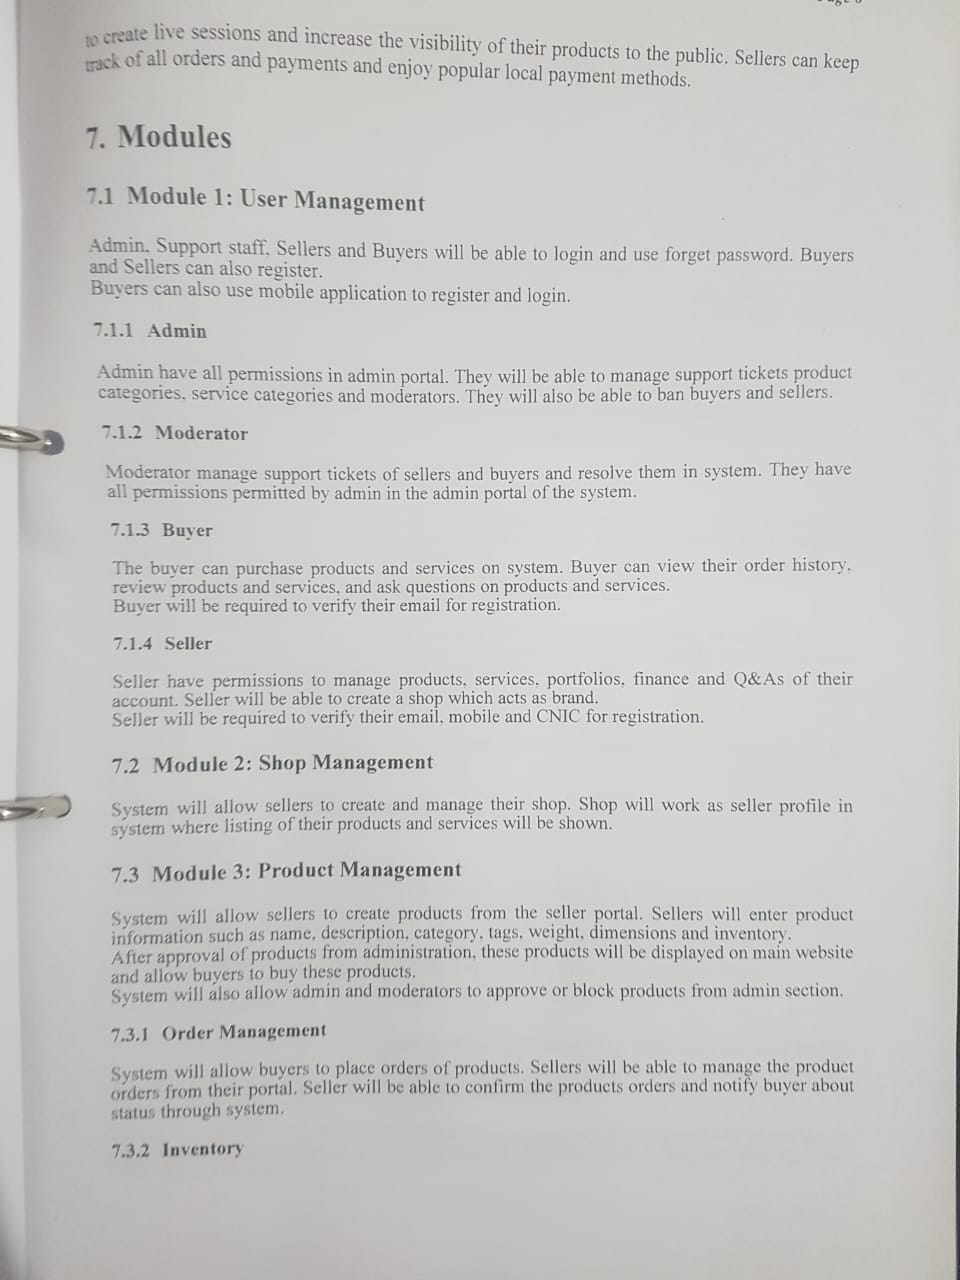 to create live sessions and increase the visibility of their products to the public. Sellers can keep
track of all orders and payments and enjoy popular local payment methods.
7. Modules
7.1 Module 1: User Management
Admin, Support staff, Sellers and Buyers will be able to login and use forget password. Buyers
and Sellers can also register.
Buyers can also use mobile application to register and login.
7.1.1 Admin
Admin have all permissions in admin portal. They will be able to manage support tickets product
categories, service categories and moderators. They will also be able to ban buyers and sellers.
7.1.2 Moderator
Moderator manage support tickets of sellers and buyers and resolve them in system. They have
all permissions permitted by admin in the admin portal of the system.
7.1.3 Buyer
The buyer can purchase products and services on system. Buyer can view their order history,
review products and services, and ask questions on products and services.
Buyer will be required to verify their email for registration.
7.1.4 Seller
Seller have permissions to manage products, services, portfolios, finance and Q&As of their
account. Seller will be able to create a shop which acts as brand.
Seller will be required to verify their email, mobile and CNIC for registration.
7.2 Module 2: Shop Management
System will allow sellers to create and manage their shop. Shop will work as seller profile in
system where listing of their products and services will be shown.
7.3 Module 3: Product Management
System will allow sellers to create products from the seller portal. Sellers will enter product
information such as name, description, category, tags, weight, dimensions and inventory.
After approval of products from administration, these products will be displayed on main website
and allow buyers to buy these products.
System will also allow admin and moderators to approve or block products from admin section.
7.3.1 Order Management
System will allow buyers to place orders of products. Sellers will be able to manage the product
orders from their portal. Seller will be able to confirm the products orders and notify buyer about
status through system.
7.3.2 Inventory